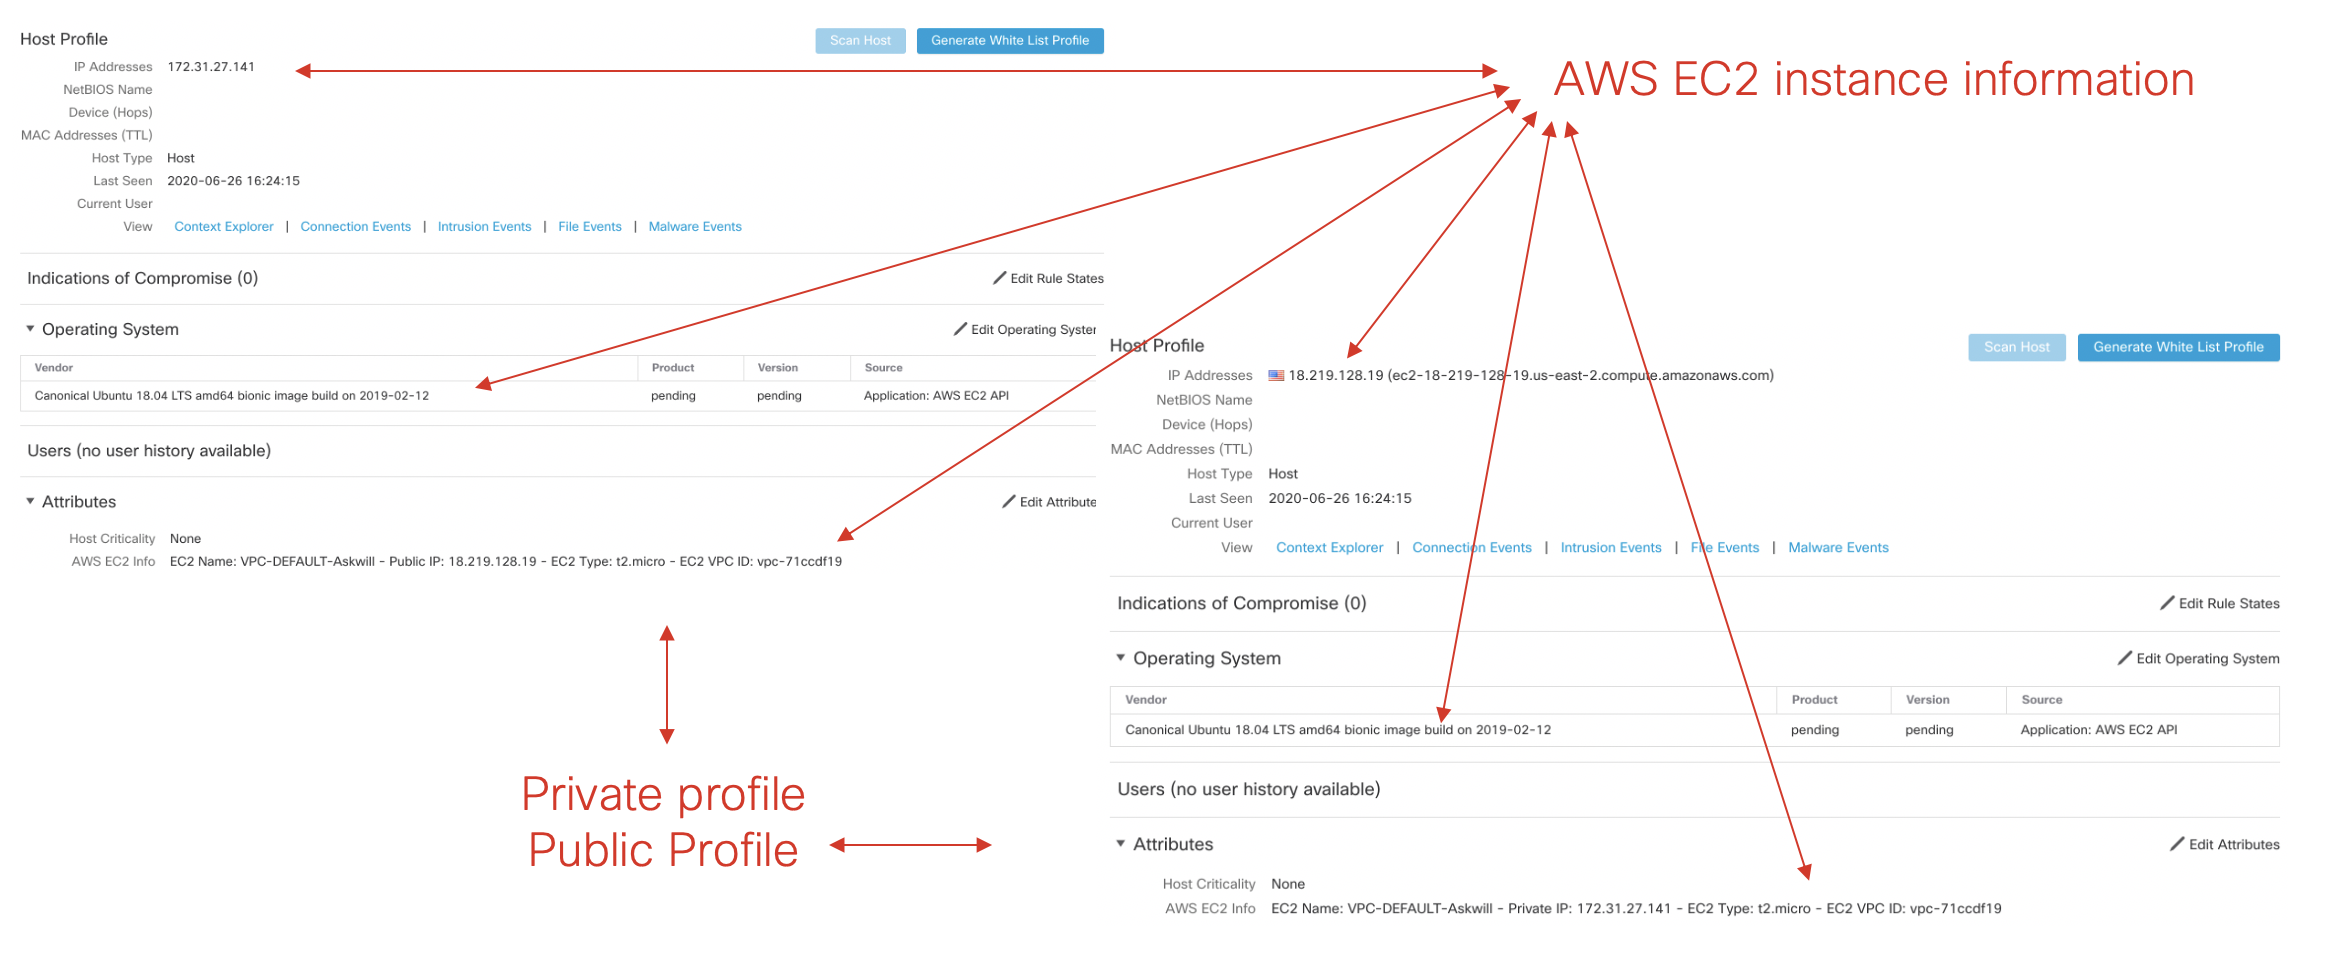 Host Profile
Scan Host
Generate White List Profile
IP Addresses 172.31.27.141
NetBIOS Name
Device (Hops)
MAC Addresses (TTL)
Host Type Host
Last Seen 2020-06-26 16:24:15
Current User
View Context Explorer | Connection Events | Intrusion Events | File Events | Malware Events
Indications of Compromise (0)
Edit Rule States
Operating System
Edit Operating System
Vendor Product Version Source
Canonical Ubuntu 18.04 LTS amd64 bionic image build on 2019-02-12 pending pending Application: AWS EC2 API
Users (no user history available)
Attributes
Edit Attribute
Host Criticality None
AWS EC2 Info EC2 Name: VPC-DEFAULT-Askwill - Public IP: 18.219.128.19 - EC2 Type: t2.micro - EC2 VPC ID: vpc-71ccdf19
Private profile
Public Profile
AWS EC2 instance information
Host Profile
Scan Host
Generate White List Profile
IP Addresses 18.219.128.19 (ec2-18-219-128-19.us-east-2.compute.amazonaws.com)
NetBIOS Name
Device (Hops)
MAC Addresses (TTL)
Host Type Host
Last Seen 2020-06-26 16:24:15
Current User
View Context Explorer | Connection Events | Intrusion Events | File Events | Malware Events
Indications of Compromise (0)
Edit Rule States
Operating System
Edit Operating System
Vendor Product Version Source
Canonical Ubuntu 18.04 LTS amd64 bionic image build on 2019-02-12 pending pending Application: AWS EC2 API
Users (no user history available)
Attributes
Edit Attributes
Host Criticality None
AWS EC2 Info EC2 Name: VPC-DEFAULT-Askwill - Private IP: 172.31.27.141 - EC2 Type: t2.micro - EC2 VPC ID: vpc-71ccdf19